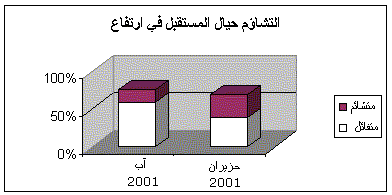 التشاؤم حيال المستقبل في ارتفاع
100%
50%
0%
آب
2001
حزيران
2001
متشائم
متفائل